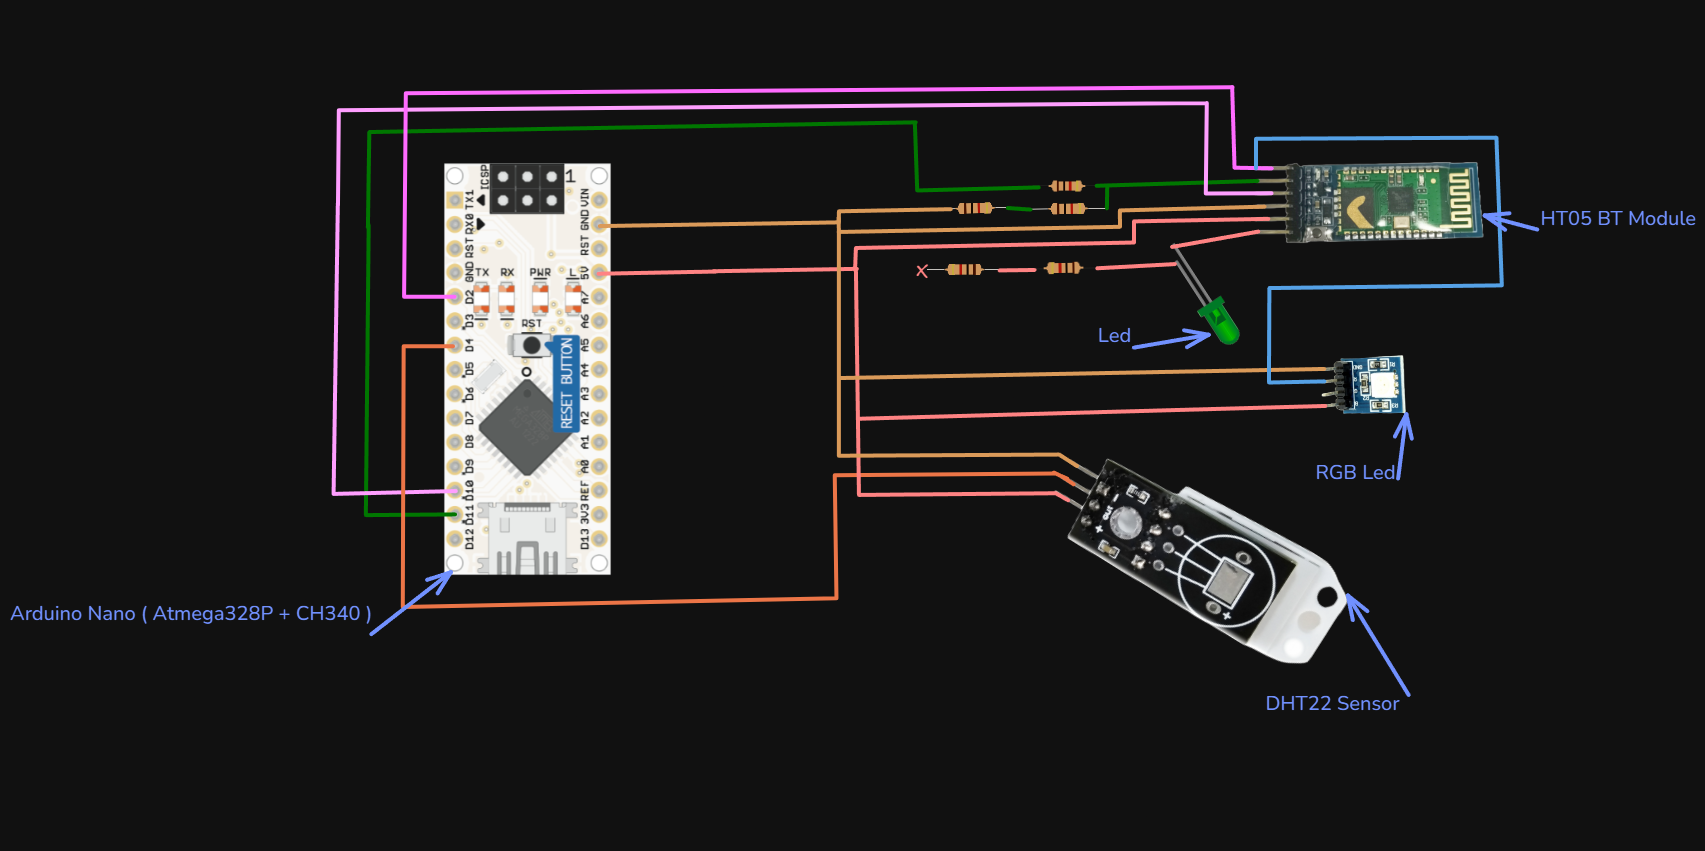 ICSP
1
TX1
RX0
RST
GND
D2
D3
D4
D5
D6
D7
D8
D9
D10
D11
D12
TX RX PWR L
RST
RESET BUTTON
VIN
GND
RST
5V
A7
A6
A5
A4
A3
A2
A1
A0
REF
3V3
D13
HT05 BT Module
Led
RGB Led
OUT
+
DHT22 Sensor
Arduino Nano ( Atmega328P + CH340 )